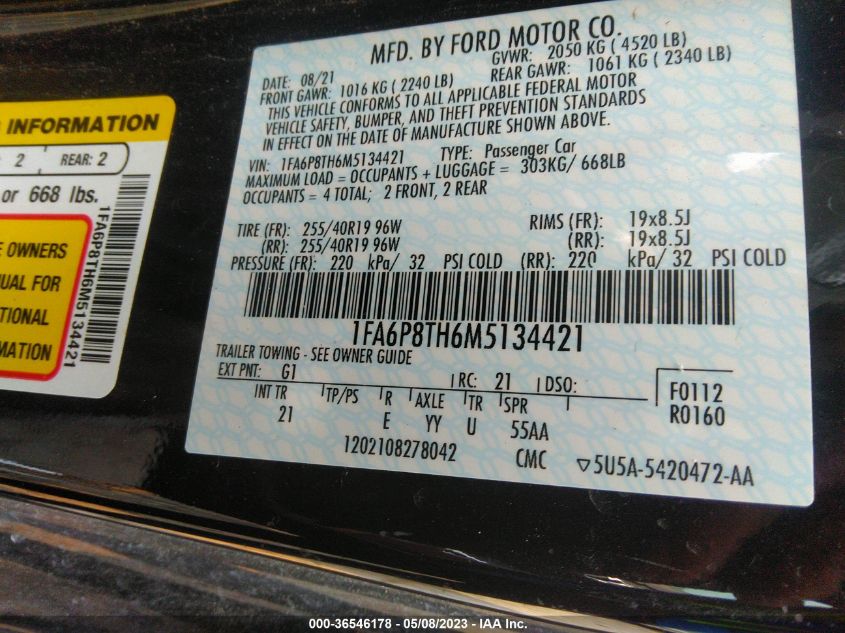 MFD. BY FORD MOTOR CO.
DATE: 08/21 GVWR: 2050 KG ( 4520 LB)
FRONT GAWR: 1016 KG ( 2240 LB) REAR GAWR: 1061 KG ( 2340 LB)
THIS VEHICLE CONFORMS TO ALL APPLICABLE FEDERAL MOTOR
VEHICLE SAFETY, BUMPER, AND THEFT PREVENTION STANDARDS
IN EFFECT ON THE DATE OF MANUFACTURE SHOWN ABOVE.
VIN: 1FA6P8TH6M5134421 TYPE: Passenger Car
MAXIMUM LOAD = OCCUPANTS + LUGGAGE = 303KG/ 668LB
OCCUPANTS = 4 TOTAL; 2 FRONT, 2 REAR
TIRE (FR): 255/40R19 96W RIMS (FR): 19x8.5J
(RR): 255/40R19 96W (RR): 19x8.5J
PRESSURE (FR): 220 kPa/ 32 PSI COLD (RR): 220 kPa/ 32 PSI COLD
1FA6P8TH6M5134421
TRAILER TOWING - SEE OWNER GUIDE
EXT PNT: G1 RC: 21 DSO: F0112
R0160
INT TR TP/PS R AXLE TR SPR
21 E YY U 55AA
1202108278042 CMC ▽5U5A-5420472-AA
INFORMATION
: 2 REAR: 2
or 668 lbs.
OWNERS
FOR
1FA6P8TH6M5134421
000-36546178 - 05/08/2023 - IAA Inc.